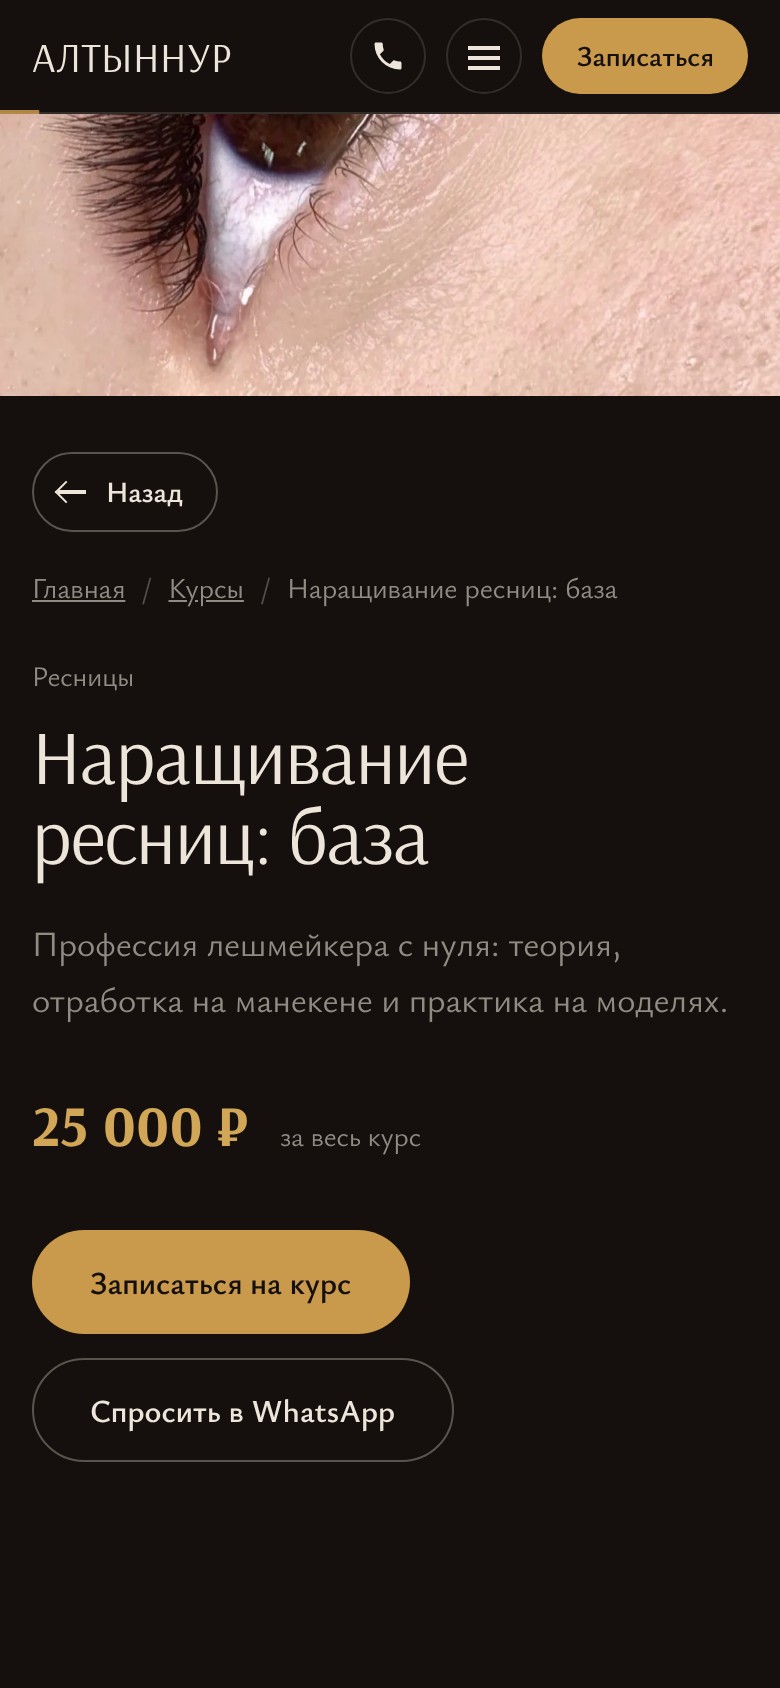 АЛТЫННУР
Записаться
Назад
Главная / Курсы / Наращивание ресниц: база
Ресницы
Наращивание
ресниц: база
Профессия лешмейкера с нуля: теория,
отработка на манекене и практика на моделях.
25 000 ₽ за весь курс
Записаться на курс
Спросить в WhatsApp